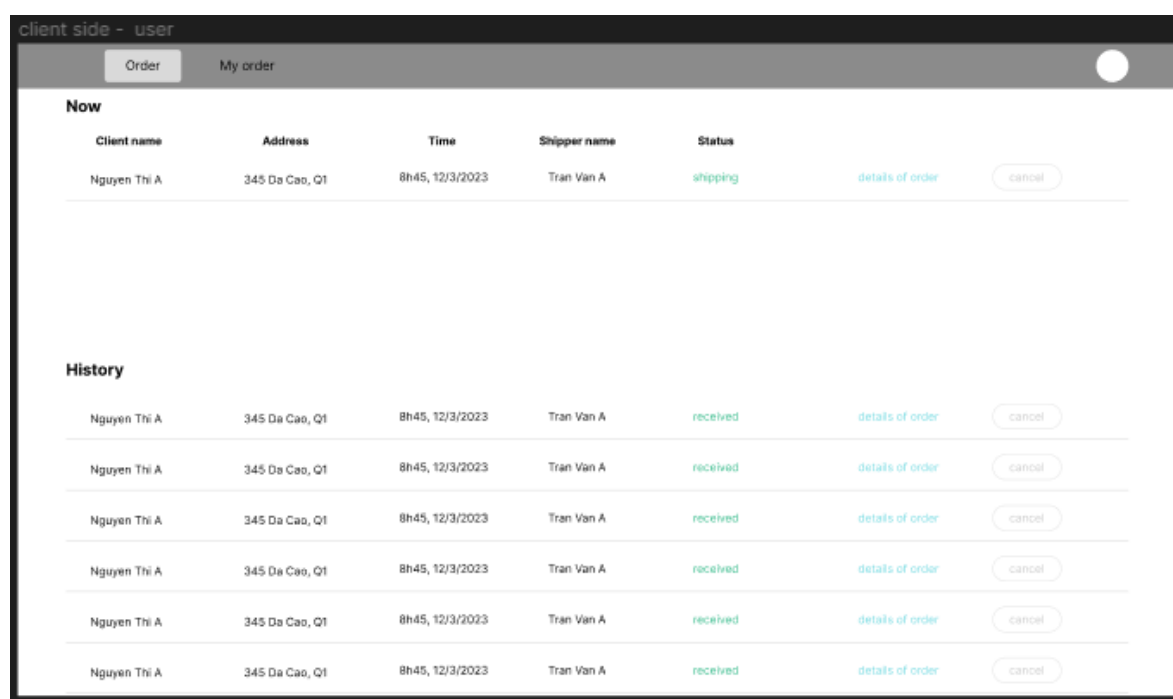 client side - user
Order My order
Now
Client name Address Time Shipper name Status
Nguyen Thi A 345 Da Cao, Q1 8h45, 12/3/2023 Tran Van A shipping details of order cancel
History
Nguyen Thi A 345 Da Cao, Q1 8h45, 12/3/2023 Tran Van A received details of order cancel
Nguyen Thi A 345 Da Cao, Q1 8h45, 12/3/2023 Tran Van A received details of order cancel
Nguyen Thi A 345 Da Cao, Q1 8h45, 12/3/2023 Tran Van A received details of order cancel
Nguyen Thi A 345 Da Cao, Q1 8h45, 12/3/2023 Tran Van A received details of order cancel
Nguyen Thi A 345 Da Cao, Q1 8h45, 12/3/2023 Tran Van A received details of order cancel
Nguyen Thi A 345 Da Cao, Q1 8h45, 12/3/2023 Tran Van A received details of order cancel